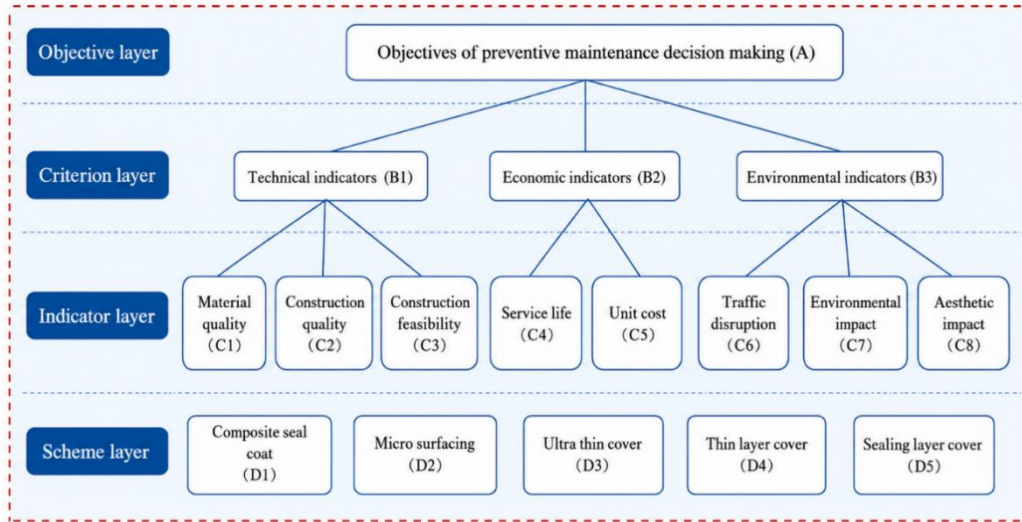 Objective layer
Objectives of preventive maintenance decision making (A)
Criterion layer
Technical indicators (B1)
Economic indicators (B2)
Environmental indicators (B3)
Indicator layer
Material
quality
(C1)
Construction
quality
(C2)
Construction
feasibility
(C3)
Service life
(C4)
Unit cost
(C5)
Traffic
disruption
(C6)
Environmental
impact
(C7)
Aesthetic
impact
(C8)
Scheme layer
Composite seal
coat
(D1)
Micro surfacing
(D2)
Ultra thin cover
(D3)
Thin layer cover
(D4)
Sealing layer cover
(D5)